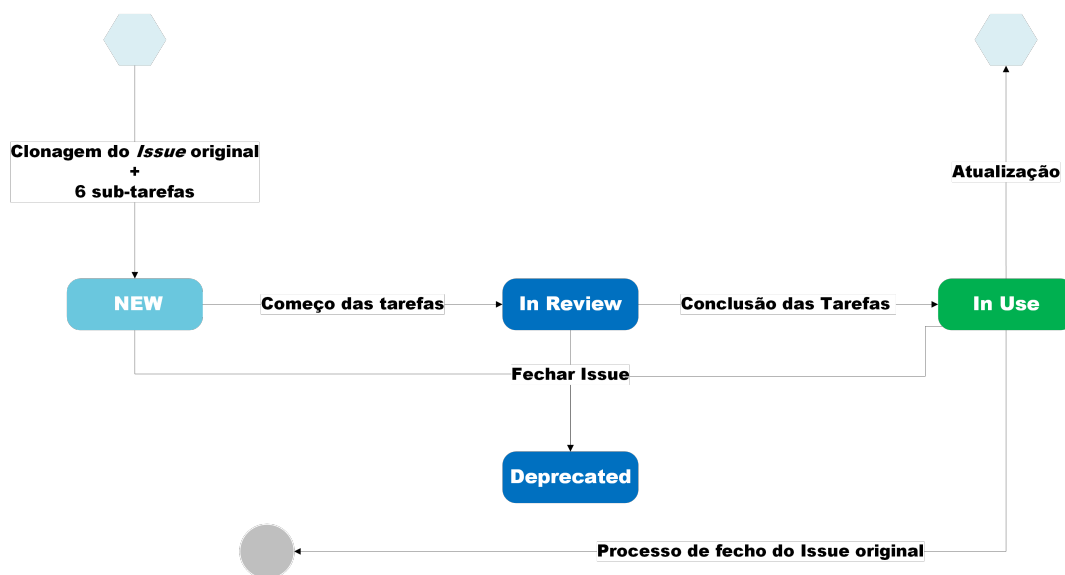 Clonagem do Issue original
+
6 sub-tarefas
Atualização
NEW
Começo das tarefas
In Review
Conclusão das Tarefas
In Use
Fechar Issue
Deprecated
Processo de fecho do Issue original